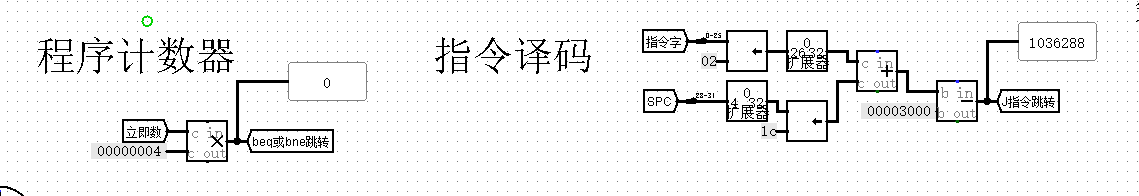 程序计数器
立即数
00000004
c in
c out
×
0
beq或bne跳转
指令译码
指令字
0-25
02
←
0
26 32
扩展器
SPC
28-31
0
4 32
扩展器
1c
←
c in
c out
+
00003000
b in
b out
−
1036288
J指令跳转